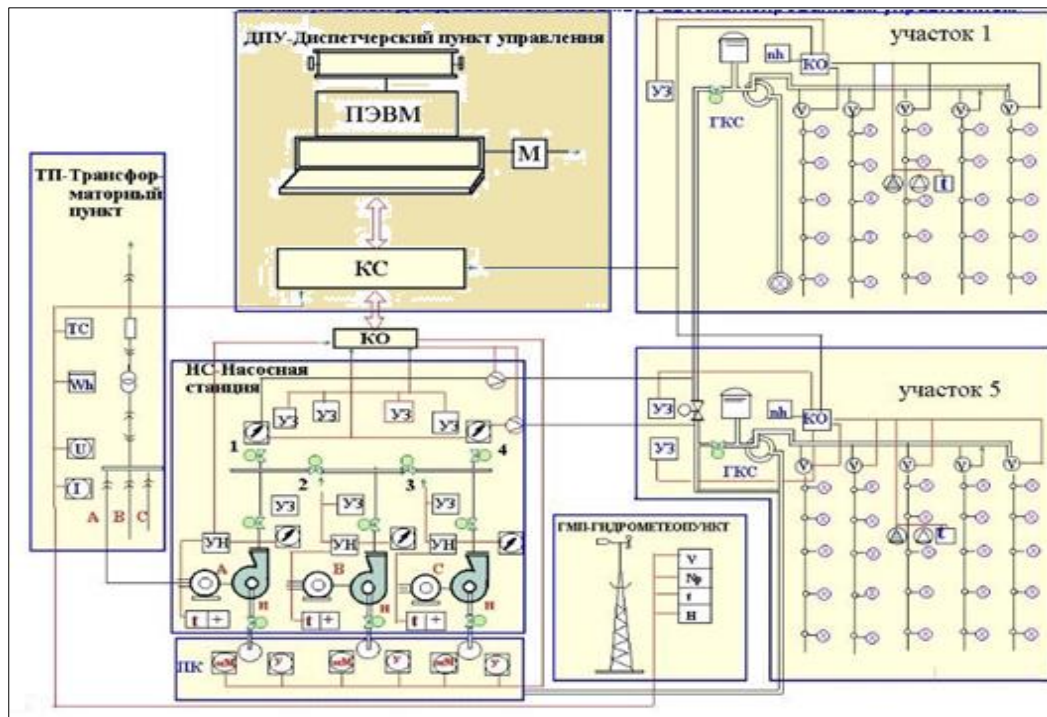 ДПУ-Диспетчерский пункт управления
ПЭВМ
М
КС
КО
ТП-Трансфор-
маторный
пункт
ТС
Wh
U
I
А В С
НС-Насосная
станция
УЗ
УЗ
УЗ
УЗ
1
4
2
3
УЗ
УЗ
УЗ
УН
УН
УН
А
В
С
н
н
н
t +
t +
t +
ПК
У
У
У
участок 1
nh
КО
УЗ
ГКС
V V V V V
t
участок 5
УЗ
nh
КО
УЗ
ГКС
V V V V V
t
ГМП-ГИДРОМЕТЕОПУНКТ
V
Np
t
Н